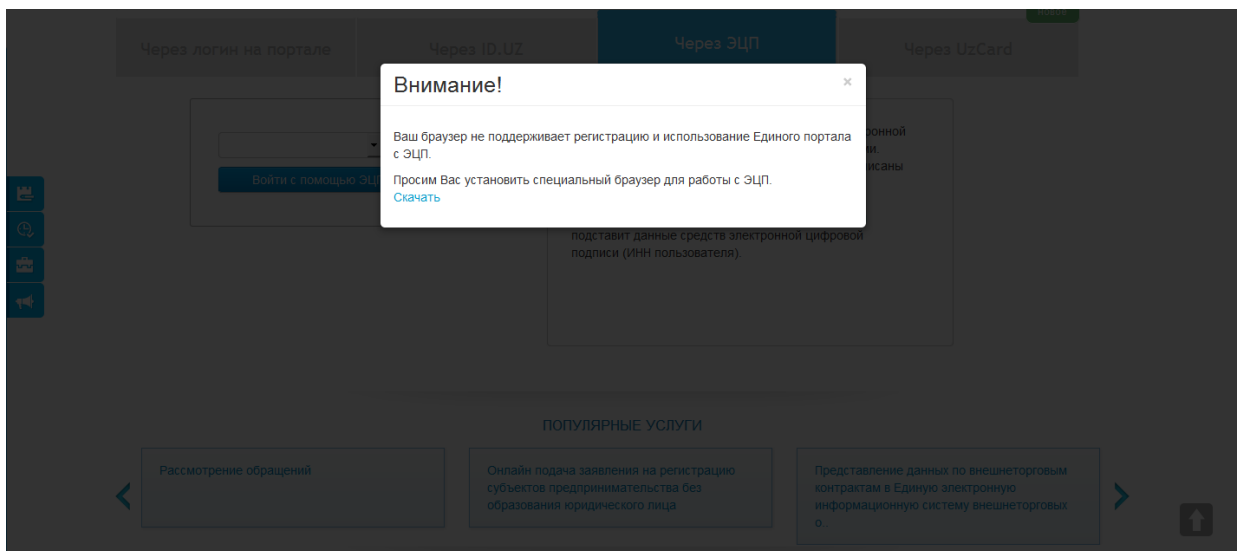 новое
Через логин на портале
Через ID.UZ
Через ЭЦП
Через UzCard
Внимание!
×
Ваш браузер не поддерживает регистрацию и использование Единого портала
с ЭЦП.
Просим Вас установить специальный браузер для работы с ЭЦП.
Скачать
Войти с помощью ЭЦ
ронной
ии.
исаны
подставит данные средств электронной цифровой
подписи (ИНН пользователя).
ПОПУЛЯРНЫЕ УСЛУГИ
Рассмотрение обращений
Онлайн подача заявления на регистрацию
субъектов предпринимательства без
образования юридического лица
Представление данных по внешнеторговым
контрактам в Единую электронную
информационную систему внешнеторговых
о...